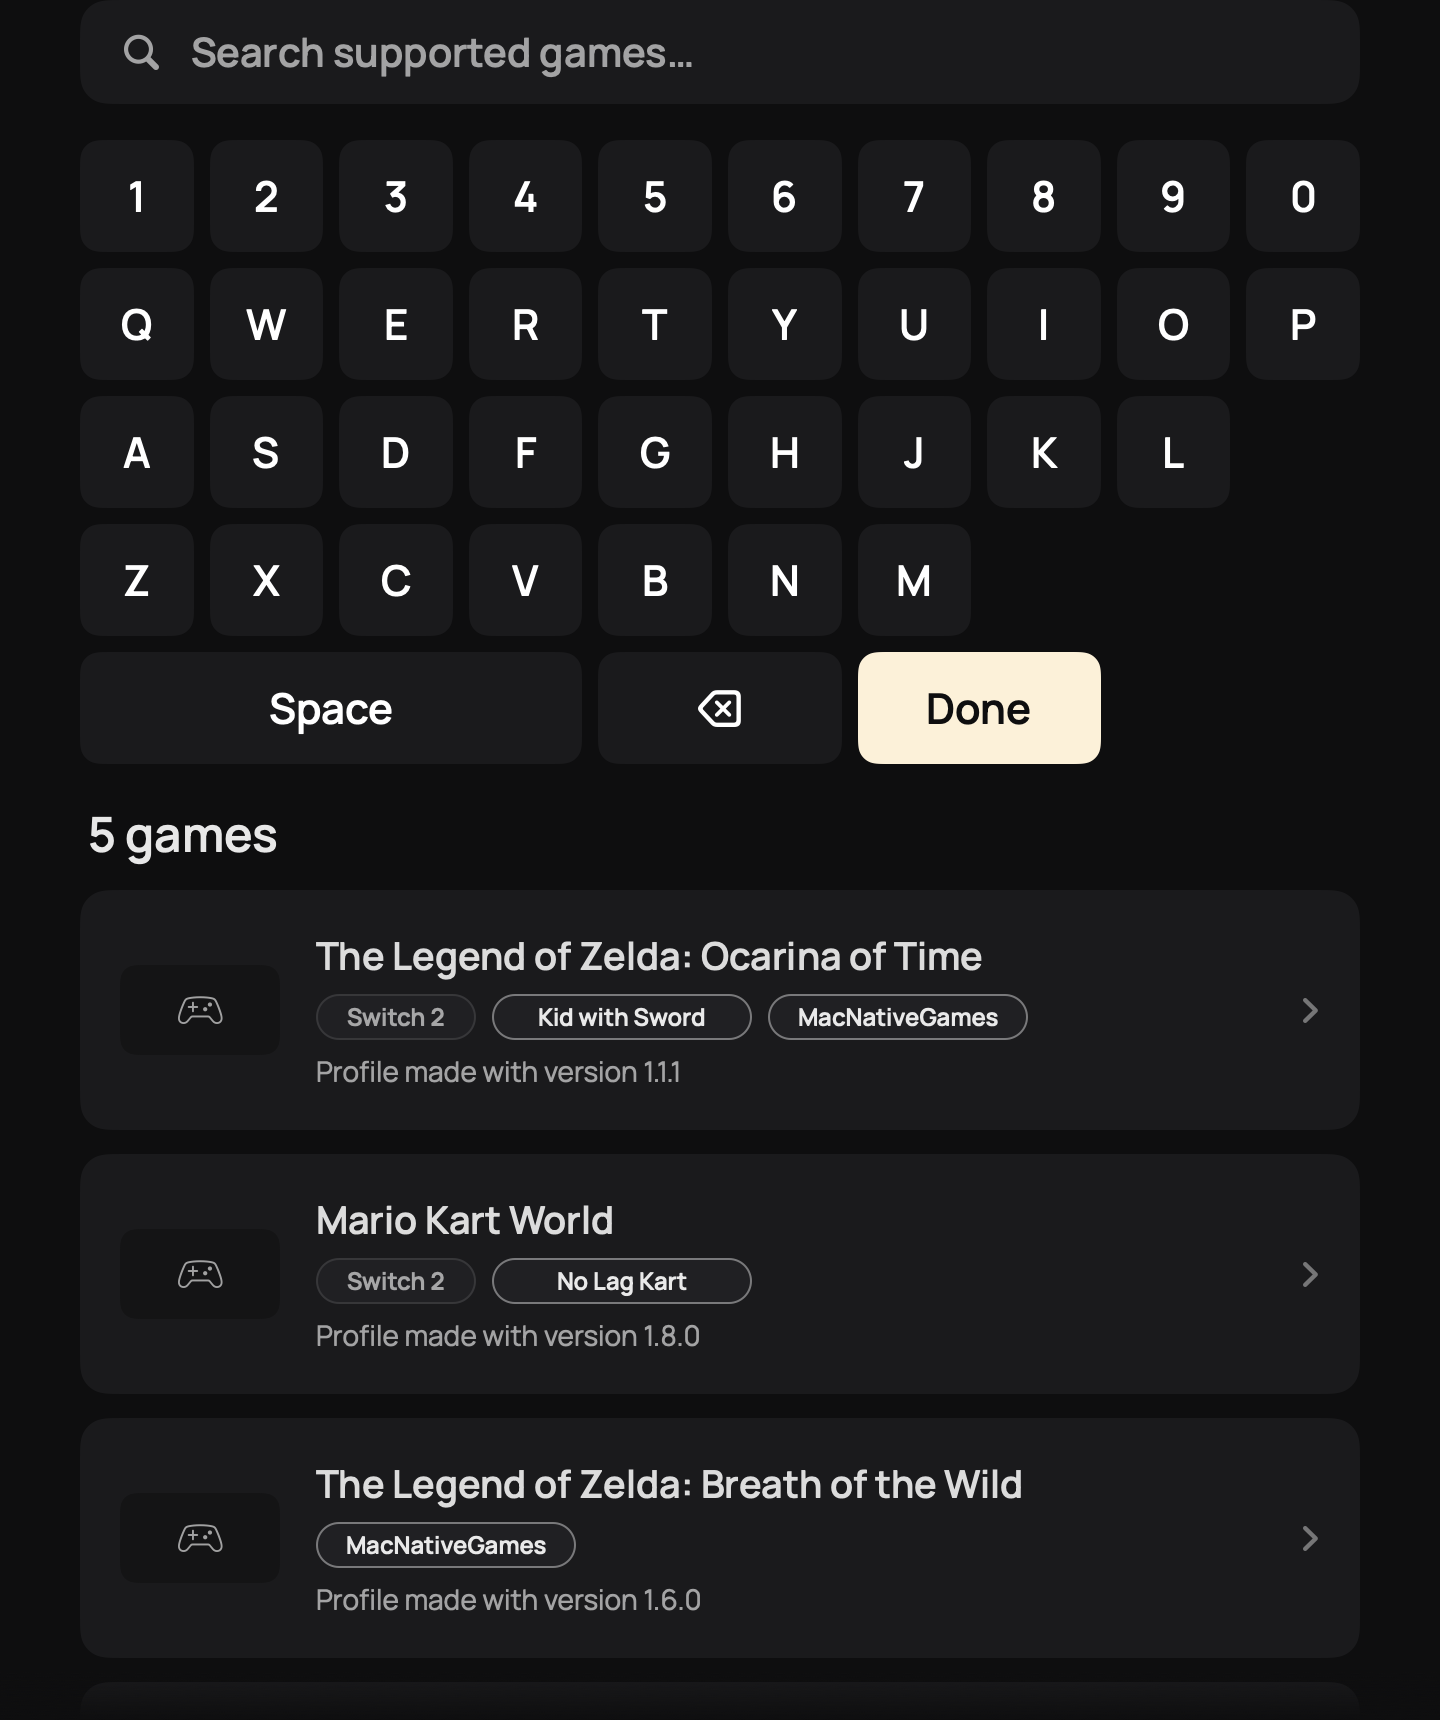 Search supported games...
1 2 3 4 5 6 7 8 9 0
Q W E R T Y U I O P
A S D F G H J K L
Z X C V B N M
Space Done
5 games
The Legend of Zelda: Ocarina of Time
Switch 2 Kid with Sword MacNativeGames
Profile made with version 1.1.1
Mario Kart World
Switch 2 No Lag Kart
Profile made with version 1.8.0
The Legend of Zelda: Breath of the Wild
MacNativeGames
Profile made with version 1.6.0